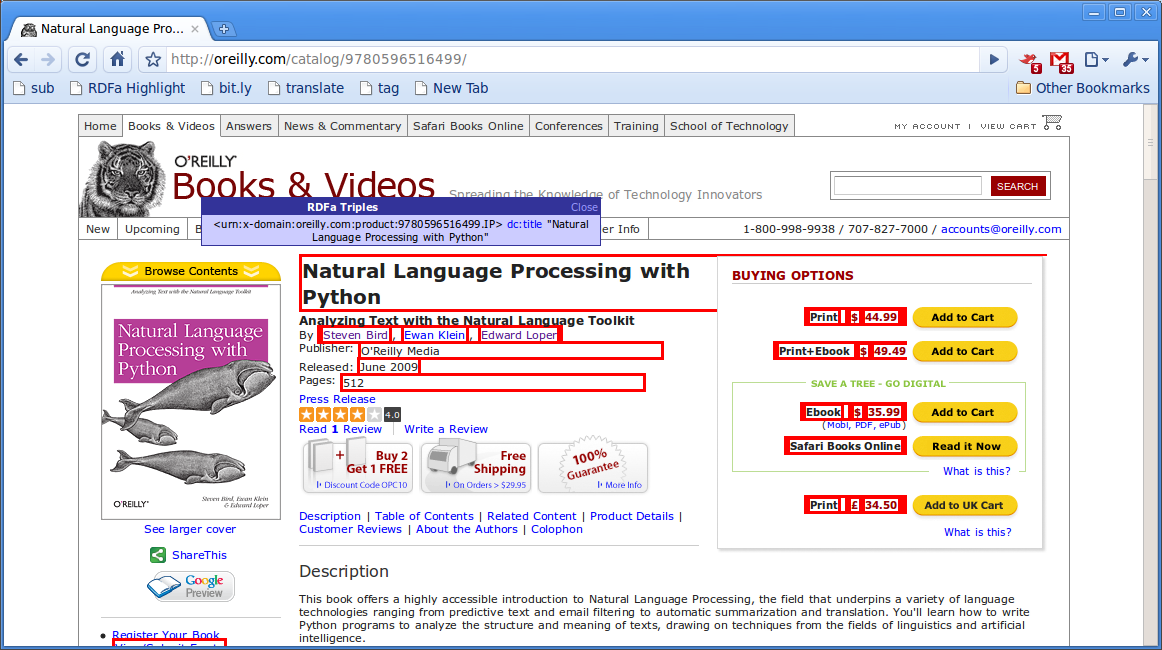 Natural Language Pro...
http://oreilly.com/catalog/9780596516499/
5
85
sub
RDFa Highlight
bit.ly
translate
tag
New Tab
Other Bookmarks
Home
Books & Videos
Answers
News & Commentary
Safari Books Online
Conferences
Training
School of Technology
MY ACCOUNT | VIEW CART
O'REILLY
Books & Videos
Spreading the Knowledge of Technology Innovators
SEARCH
RDFa Triples
Close
<urn:x-domain:oreilly.com:product:9780596516499.IP> dc:title "Natural
Language Processing with Python"
New
Upcoming
B
er Info
1-800-998-9938 / 707-827-7000 / accounts@oreilly.com
Browse Contents
Analyzing Text with the Natural Language Toolkit
Natural Language
Processing with
Python
O'REILLY
Steven Bird, Ewan Klein
& Edward Loper
See larger cover
ShareThis
Google
Preview
Register Your Book
Natural Language Processing with
Python
Analyzing Text with the Natural Language Toolkit
By Steven Bird, Ewan Klein, Edward Loper
Publisher: O'Reilly Media
Released: June 2009
Pages: 512
Press Release
4.0
Read 1 Review
Write a Review
Buy 2
Get 1 FREE
Discount Code OPC10
Free
Shipping
On Orders > $29.95
100%
Guarantee
More Info
Description | Table of Contents | Related Content | Product Details |
Customer Reviews | About the Authors | Colophon
Description
This book offers a highly accessible introduction to Natural Language Processing, the field that underpins a variety of language
technologies ranging from predictive text and email filtering to automatic summarization and translation. You'll learn how to write
Python programs to analyze the structure and meaning of texts, drawing on techniques from the fields of linguistics and artificial
intelligence.
BUYING OPTIONS
Print $ 44.99 Add to Cart
Print+Ebook $ 49.49 Add to Cart
SAVE A TREE - GO DIGITAL
Ebook $ 35.99 Add to Cart
(Mobi, PDF, ePub)
Safari Books Online Read it Now
What is this?
Print £ 34.50 Add to UK Cart
What is this?